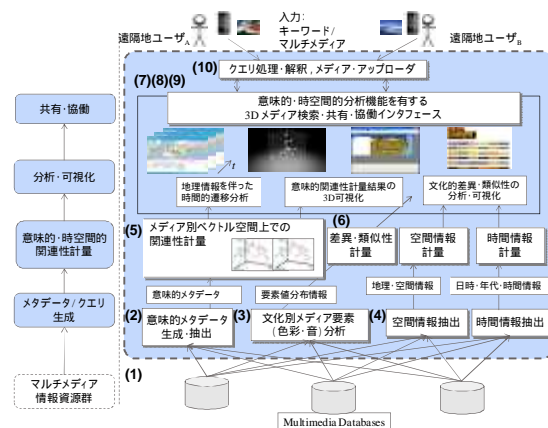 遠隔地ユーザA
入力:
キーワード/
マルチメディア
遠隔地ユーザB
(10)
クエリ処理・解釈,メディア・アップローダ
(7)(8)(9)
意味的・時空間的分析機能を有する
3Dメディア検索・共有・協働インタフェース
共有・協働
t
分析・可視化
地理情報を伴った
時間的遷移分析
意味的関連性計量結果の
3D可視化
文化的差異・類似性の
分析・可視化
(5)
メディア別ベクトル空間上での
関連性計量
(6)
差異・類似性
計量
空間情報
計量
時間情報
計量
意味的・時空間的
関連性計量
意味的メタデータ
要素値分布情報
地理・空間情報
日時・年代・時間情報
メタデータ/クエリ
生成
(2)
意味的メタデータ
生成・抽出
(3)
文化別メディア要素
(色彩・音)分析
(4)
空間情報抽出
時間情報抽出
(1)
マルチメディア
情報資源群
Multimedia Databases